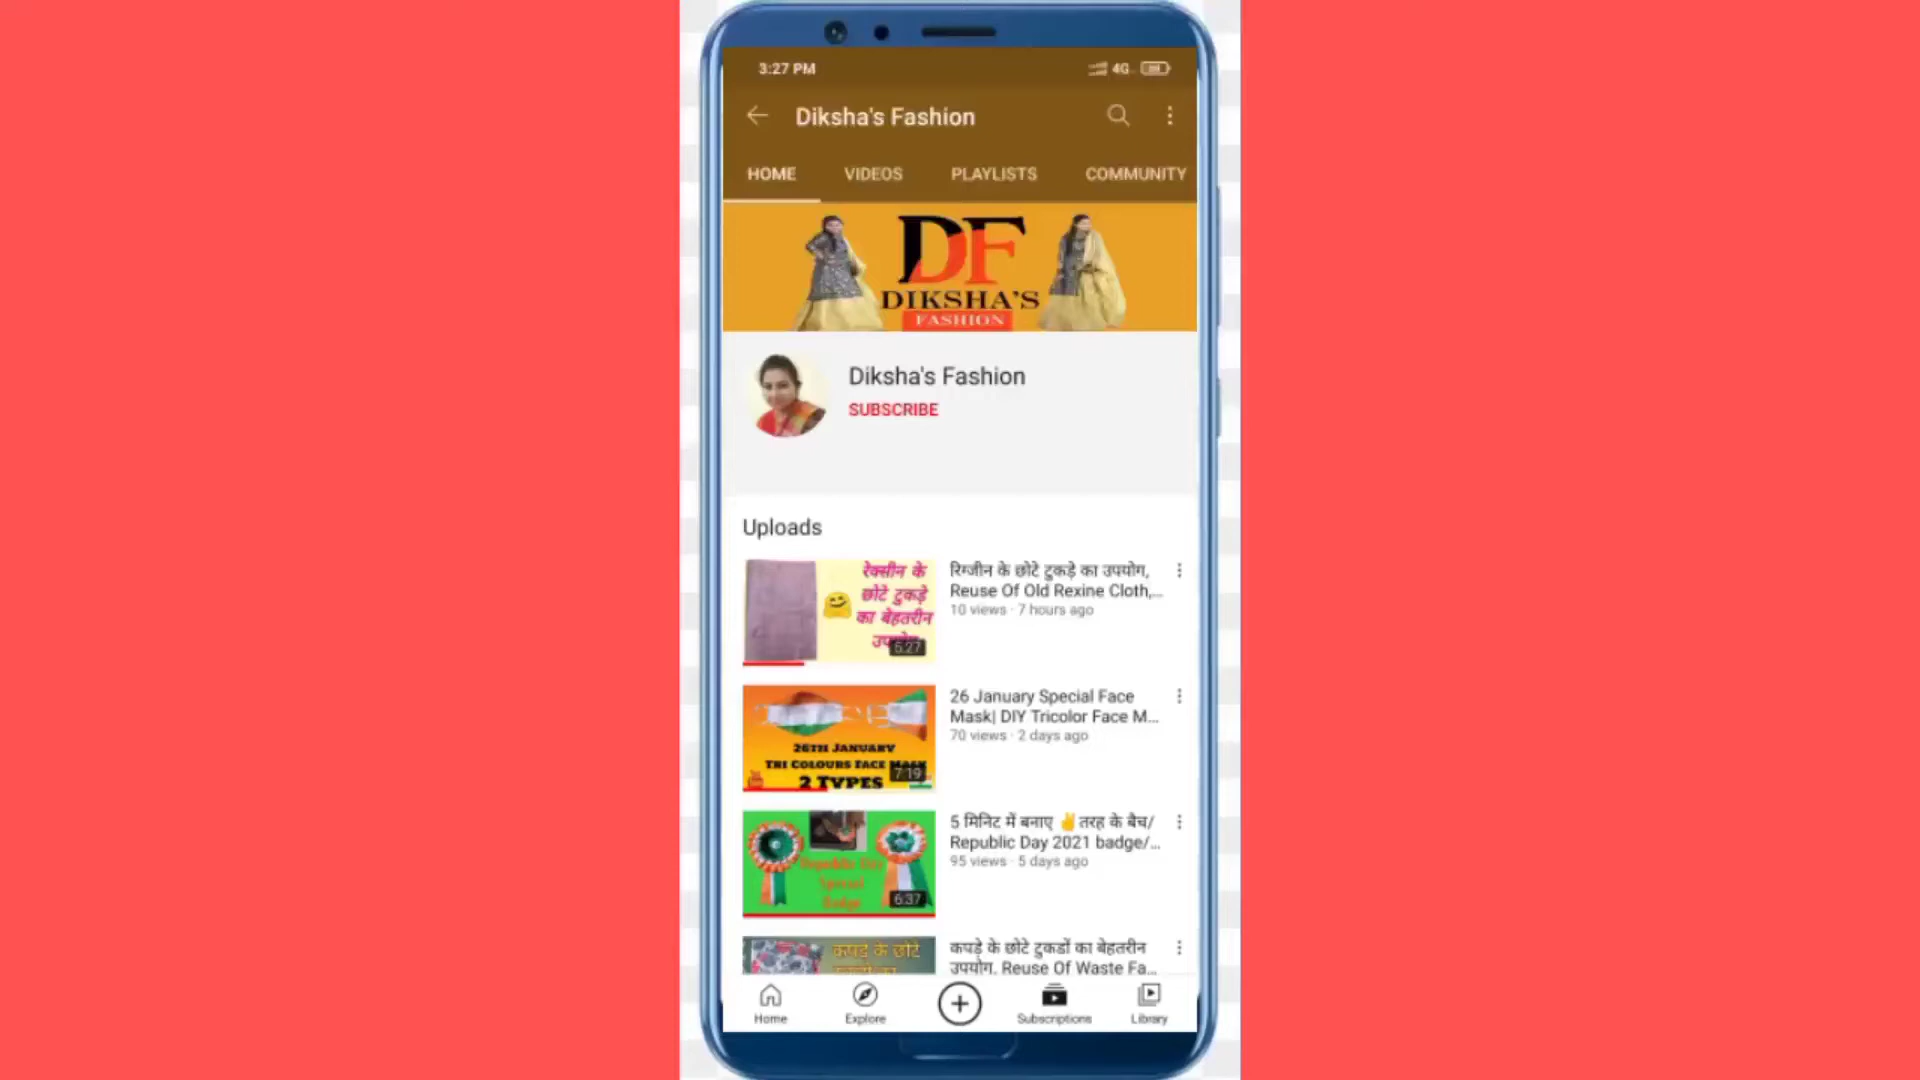 3:27 PM
4G
Diksha's Fashion
HOME VIDEOS PLAYLISTS COMMUNITY
DF
DIKSHA'S
FASHION
Diksha's Fashion
SUBSCRIBE
Uploads
रेक्सीन के
छोटे टुकड़े
का बेहतरीन
6:27
रिग्जीन के छोटे टुकड़े का उपयोग,
Reuse Of Old Rexine Cloth,...
10 views · 7 hours ago
26TH JANUARY
TRI COLOURS FACE MASK
2 TYPES
7:19
26 January Special Face
Mask| DIY Tricolor Face M...
70 views · 2 days ago
Republic Day
Special
Badge
6:37
5 मिनिट में बनाए ✌️तरह के बैच/
Republic Day 2021 badge/...
95 views · 5 days ago
कपड़े के छोटे
कपड़े के छोटे टुकडों का बेहतरीन
उपयोग. Reuse Of Waste Fa...
Home Explore Subscriptions Library